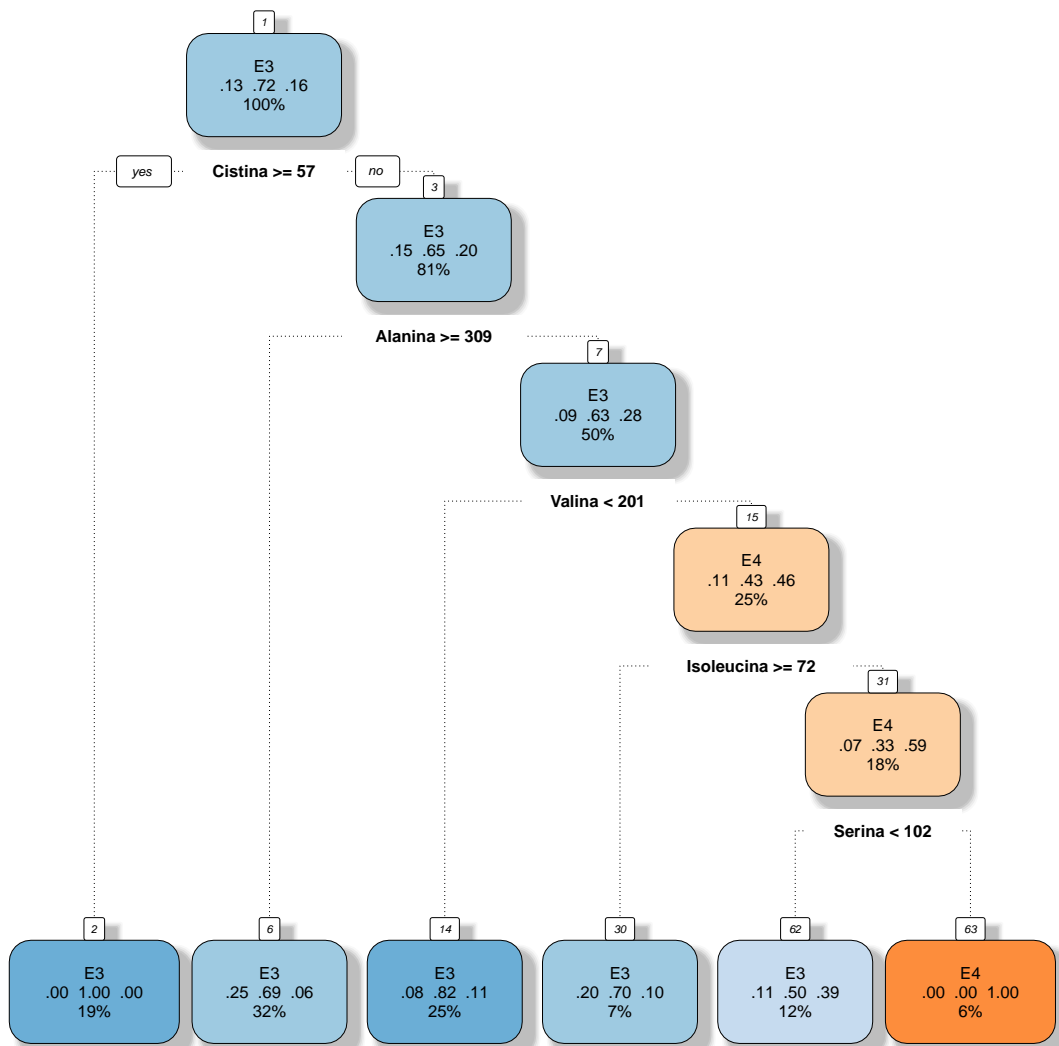 1
E3
.13 .72 .16
100%
yes
Cistina >= 57
no
3
E3
.15 .65 .20
81%
Alanina >= 309
7
E3
.09 .63 .28
50%
Valina < 201
15
E4
.11 .43 .46
25%
Isoleucina >= 72
31
E4
.07 .33 .59
18%
Serina < 102
2
E3
.00 1.00 .00
19%
6
E3
.25 .69 .06
32%
14
E3
.08 .82 .11
25%
30
E3
.20 .70 .10
7%
62
E3
.11 .50 .39
12%
63
E4
.00 .00 1.00
6%